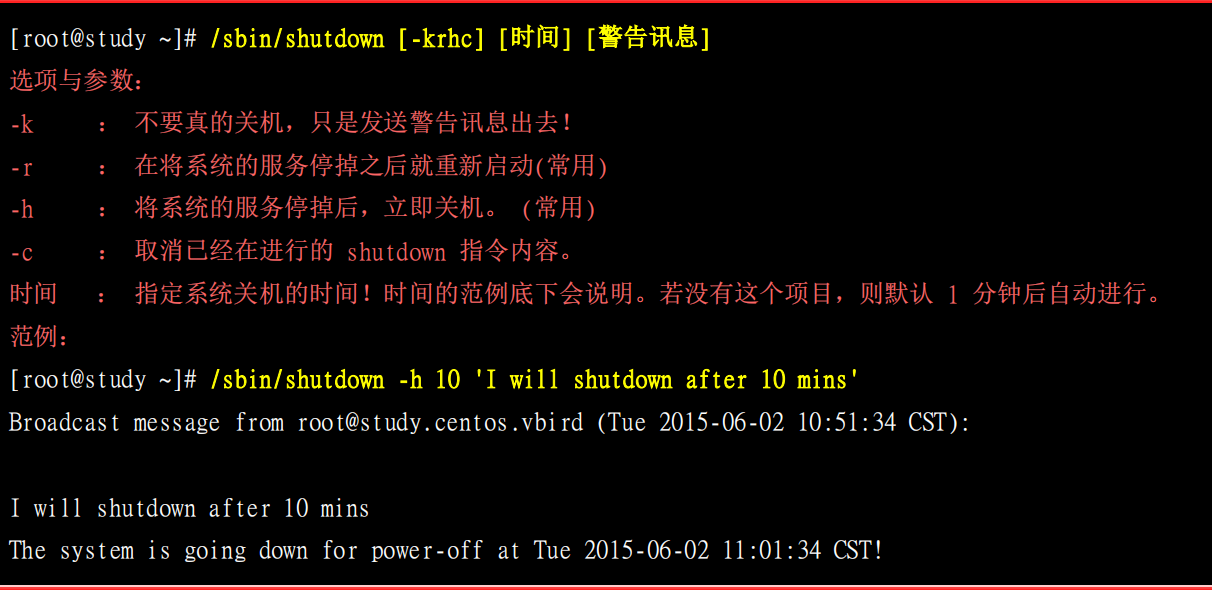 [root@study ~]# /sbin/shutdown [-krhc] [时间] [警告讯息]
选项与参数：
-k ： 不要真的关机，只是发送警告讯息出去！
-r ： 在将系统的服务停掉之后就重新启动(常用)
-h ： 将系统的服务停掉后，立即关机。 (常用)
-c ： 取消已经在进行的 shutdown 指令内容。
时间 ： 指定系统关机的时间！时间的范例底下会说明。若没有这个项目，则默认 1 分钟后自动进行。
范例：
[root@study ~]# /sbin/shutdown -h 10 'I will shutdown after 10 mins'
Broadcast message from root@study.centos.vbird (Tue 2015-06-02 10:51:34 CST):
I will shutdown after 10 mins
The system is going down for power-off at Tue 2015-06-02 11:01:34 CST!